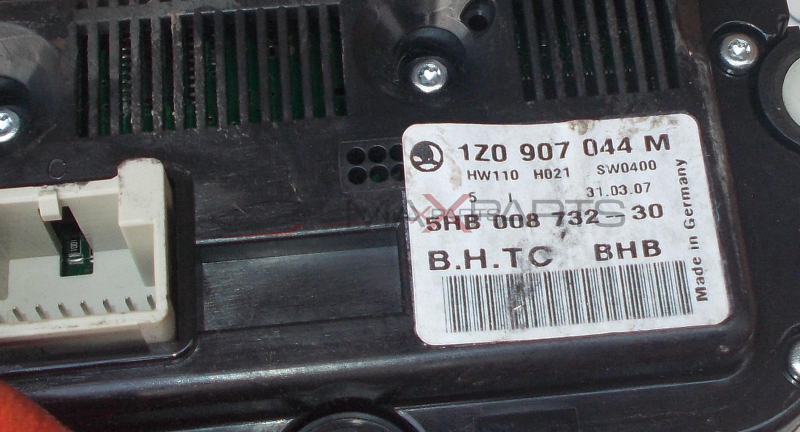 1Z0 907 044 M
HW110 H021 SW0400
5 I 31.03.07
MAXPARTS
5HB 008 732-30
B.H.TC BHB
Made in Germany
C